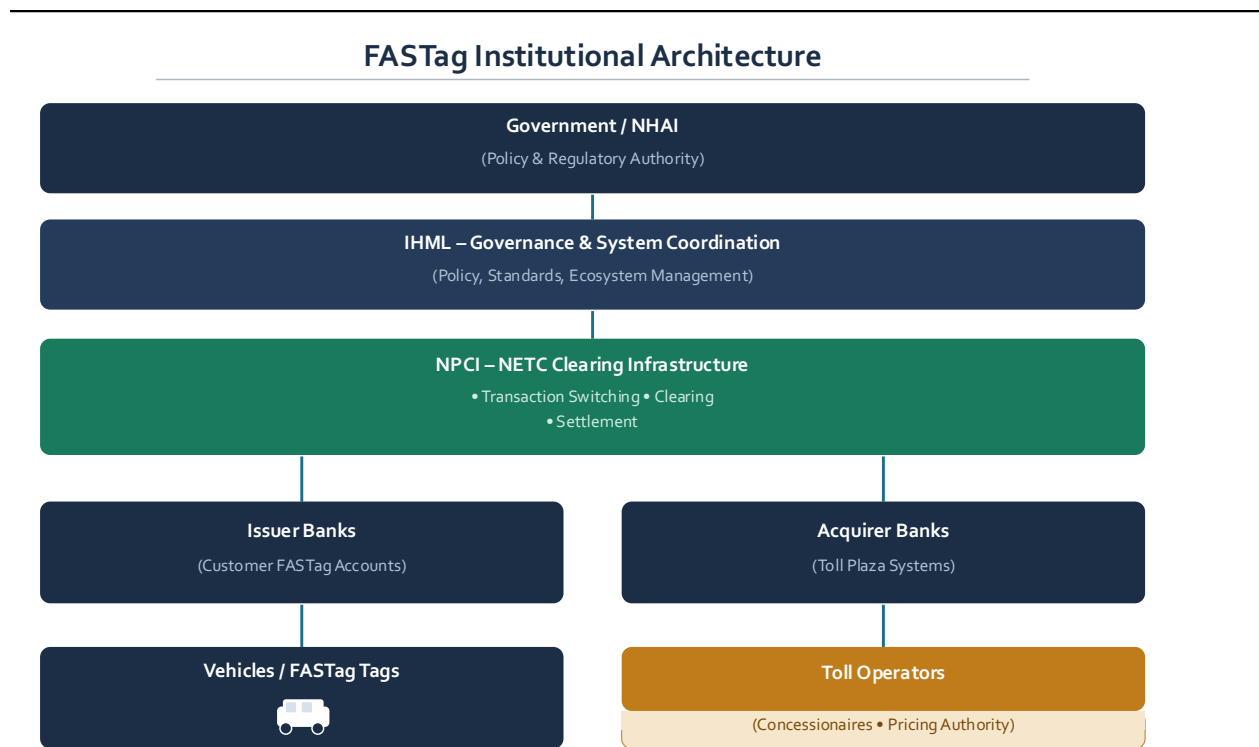 FASTag Institutional Architecture
Government / NHAI
(Policy & Regulatory Authority)
IHML – Governance & System Coordination
(Policy, Standards, Ecosystem Management)
NPCI – NETC Clearing Infrastructure
• Transaction Switching • Clearing
• Settlement
Issuer Banks
(Customer FASTag Accounts)
Acquirer Banks
(Toll Plaza Systems)
Vehicles / FASTag Tags
Toll Operators
(Concessionaires • Pricing Authority)